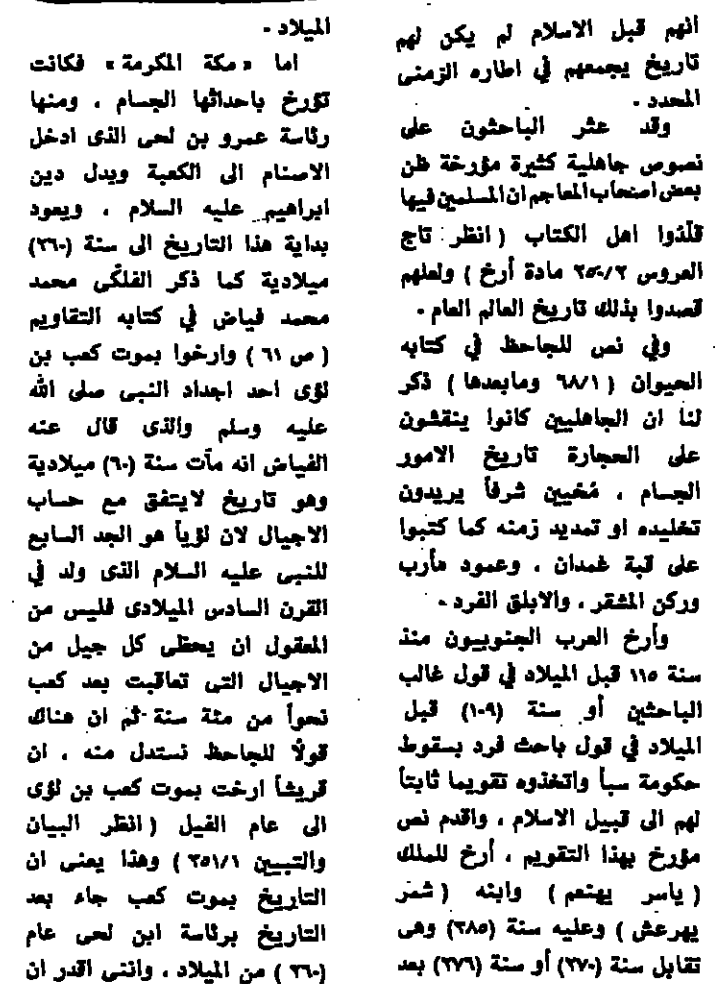 أنهم قبل الاسلام لم يكن لهم
تاريخ يجمعهم في اطاره الزمنى
المحدد .
وقد عثر الباحثون على
نصوص جاهلية كثيرة مؤرخة ظن
بعض اصحاب المعاجم ان المسلمين فيها
قلّدوا اهل الكتاب ( انظر تاج
العروس ٢٥٠/٢ مادة أرخ ) ولعلهم
قصدوا بذلك تاريخ العالم العام .
وفي نص للجاحظ في كتابه
الحيوان ( ٦٨/١ ومابعدها ) ذكر
لنا ان الجاهليين كانوا ينقشون
على الحجارة تاريخ الامور
الجسام ، مُخيين شرفاً يريدون
تخليده او تمديد زمنه كما كتبوا
على قبة غمدان ، وعمود مأرب
وركن المشقر ، والابلق الفرد .
وأرخ العرب الجنوبيون منذ
سنة ١١٥ قبل الميلاد في قول غالب
الباحثين أو سنة (١٠٩) قبل
الميلاد في قول باحث فرد بسقوط
حكومة سبأ واتخذوه تقويما ثابتاً
لهم الى قبيل الاسلام ، واقدم نص
مؤرخ بهذا التقويم ، أرخ للملك
( ياسر يهنعم ) وابنه ( شمّر
يهرعش ) وعليه سنة (٣٨٥) وهى
تقابل سنة (٢٧٠) أو سنة (٢٧٦) بعد
الميلاد .
اما « مكة المكرمة » فكانت
تؤرخ باحداثها الجسام ، ومنها
رئاسة عمرو بن لحى الذى ادخل
الاصنام الى الكعبة وبدل دين
ابراهيم عليه السلام ، ويعود
بداية هذا التاريخ الى سنة (٢٦٠)
ميلادية كما ذكر الفلكى محمد
محمد فياض في كتابه التقاويم
( ص ٦١ ) وارخوا بموت كعب بن
لؤى احد اجداد النبى صلى الله
عليه وسلم والذى قال عنه
الفياض انه مات سنة (٦٠) ميلادية
وهو تاريخ لايتفق مع حساب
الاجيال لان لؤياً هو الجد السابع
للنبى عليه السلام الذى ولد في
القرن السادس الميلادى فليس من
المعقول ان يحظى كل جيل من
الاجيال التى تعاقبت بعد كعب
نحواً من مئة سنة ثم ان هناك
قولاً للجاحظ نستدل منه ، ان
قريشاً ارخت بموت كعب بن لؤى
الى عام الفيل ( انظر البيان
والتبيين ٢٥١/١ ) وهذا يعنى ان
التاريخ بموت كعب جاء بعد
التاريخ برئاسة ابن لحى عام
(٢٦٠) من الميلاد ، واننى اقدر ان